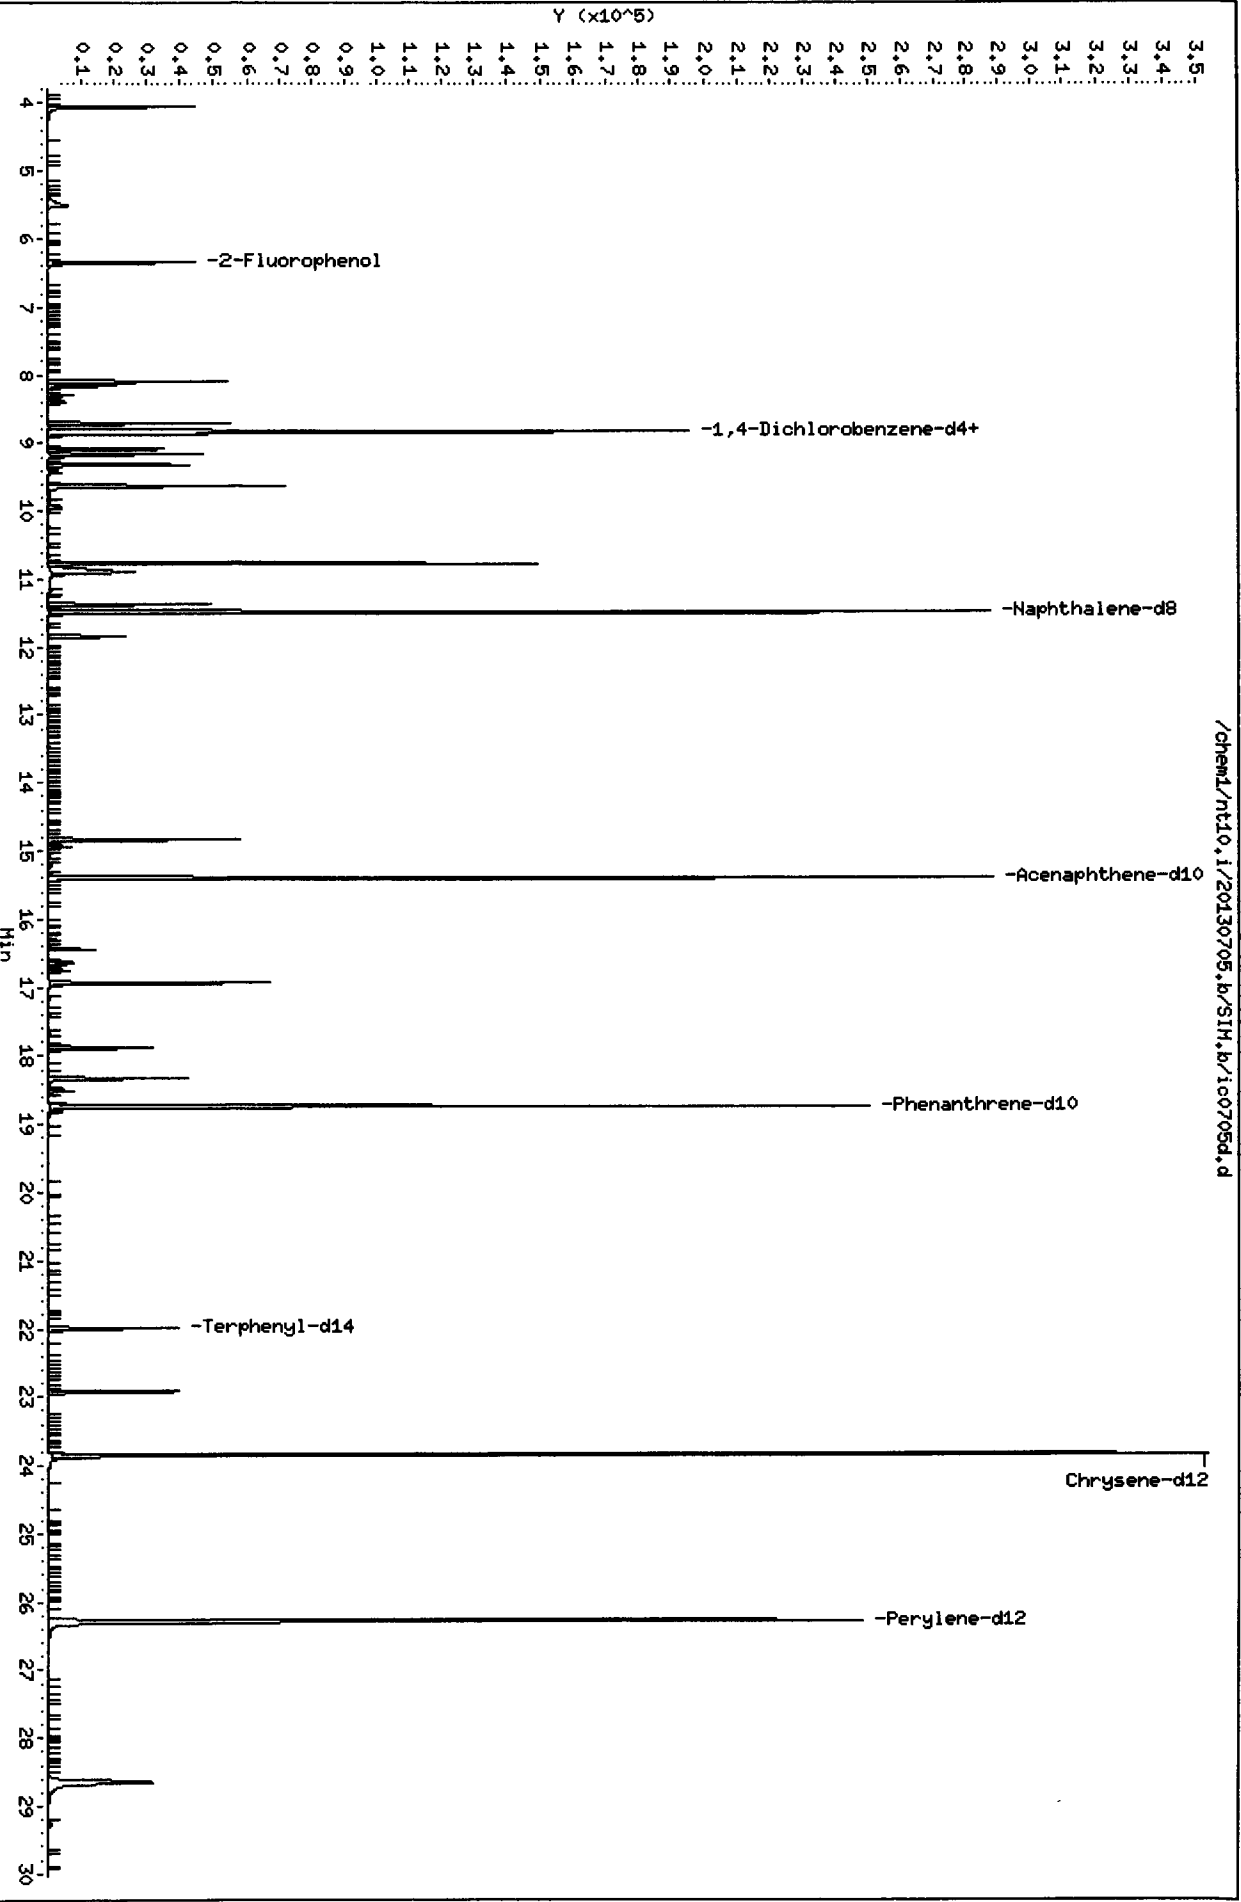 /chem1/nt10.i/20130705.b/SIM.b/ic0705d.d
Y (x10^5)
3.5
3.4
3.3
3.2
3.1
3.0
2.9
2.8
2.7
2.6
2.5
2.4
2.3
2.2
2.1
2.0
1.9
1.8
1.7
1.6
1.5
1.4
1.3
1.2
1.1
1.0
0.9
0.8
0.7
0.6
0.5
0.4
0.3
0.2
0.1
-2-Fluorophenol
-1,4-Dichlorobenzene-d4+
-Naphthalene-d8
-Acenaphthene-d10
-Phenanthrene-d10
-Terphenyl-d14
Chrysene-d12
-Perylene-d12
4 5 6 7 8 9 10 11 12 13 14 15 16 17 18 19 20 21 22 23 24 25 26 27 28 29 30
Min